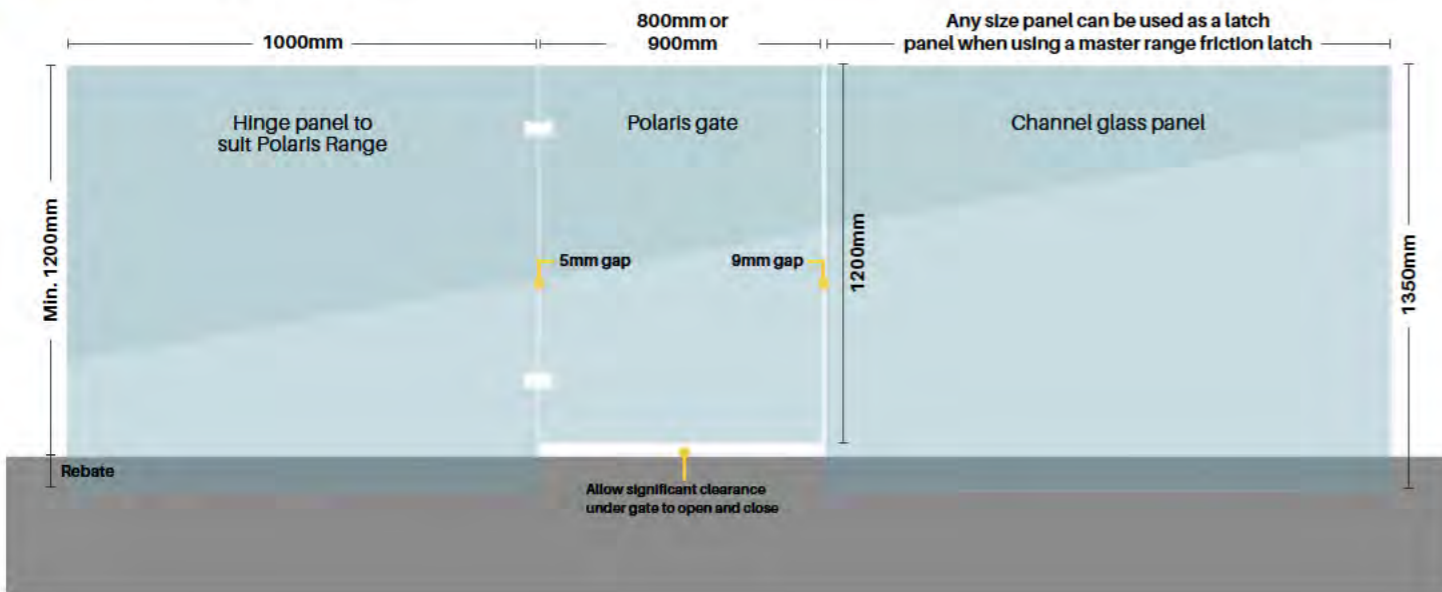 1000mm
800mm or
900mm
Any size panel can be used as a latch
panel when using a master range friction latch
Hinge panel to
suit Polaris Range
Polaris gate
Channel glass panel
Min. 1200mm
5mm gap
9mm gap
1200mm
1350mm
Rebate
Allow significant clearance
under gate to open and close